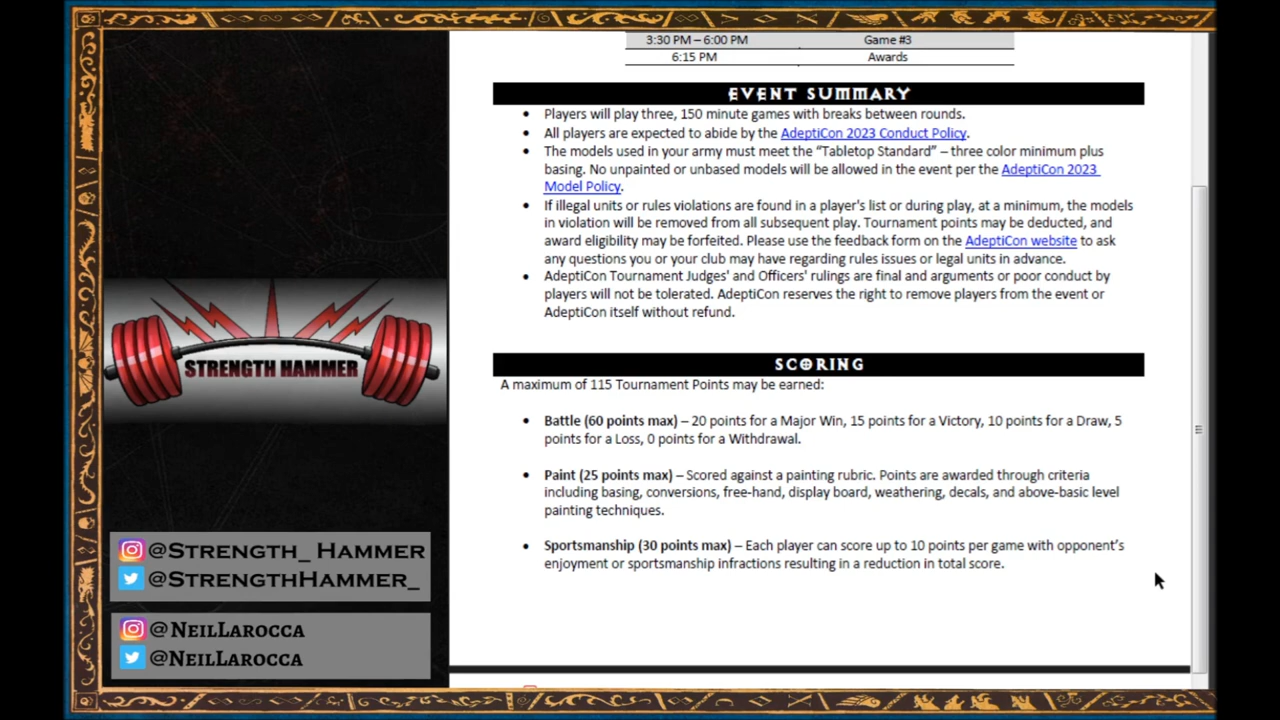 3:30 PM – 6:00 PM Game #3
6:15 PM Awards
EVENT SUMMARY
• Players will play three, 150 minute games with breaks between rounds.
• All players are expected to abide by the AdeptiCon 2023 Conduct Policy.
• The models used in your army must meet the “Tabletop Standard” – three color minimum plus
basing. No unpainted or unbased models will be allowed in the event per the AdeptiCon 2023
Model Policy.
• If illegal units or rules violations are found in a player's list or during play, at a minimum, the models
in violation will be removed from all subsequent play. Tournament points may be deducted, and
award eligibility may be forfeited. Please use the feedback form on the AdeptiCon website to ask
any questions you or your club may have regarding rules issues or legal units in advance.
• AdeptiCon Tournament Judges' and Officers' rulings are final and arguments or poor conduct by
players will not be tolerated. AdeptiCon reserves the right to remove players from the event or
AdeptiCon itself without refund.
SCORING
A maximum of 115 Tournament Points may be earned:
• Battle (60 points max) – 20 points for a Major Win, 15 points for a Victory, 10 points for a Draw, 5
points for a Loss, 0 points for a Withdrawal.
• Paint (25 points max) – Scored against a painting rubric. Points are awarded through criteria
including basing, conversions, free-hand, display board, weathering, decals, and above-basic level
painting techniques.
• Sportsmanship (30 points max) – Each player can score up to 10 points per game with opponent's
enjoyment or sportsmanship infractions resulting in a reduction in total score.
STRENGTH HAMMER
@STRENGTH_HAMMER
@STRENGTHHAMMER_
@NEILLAROCCA
@NEILLAROCCA